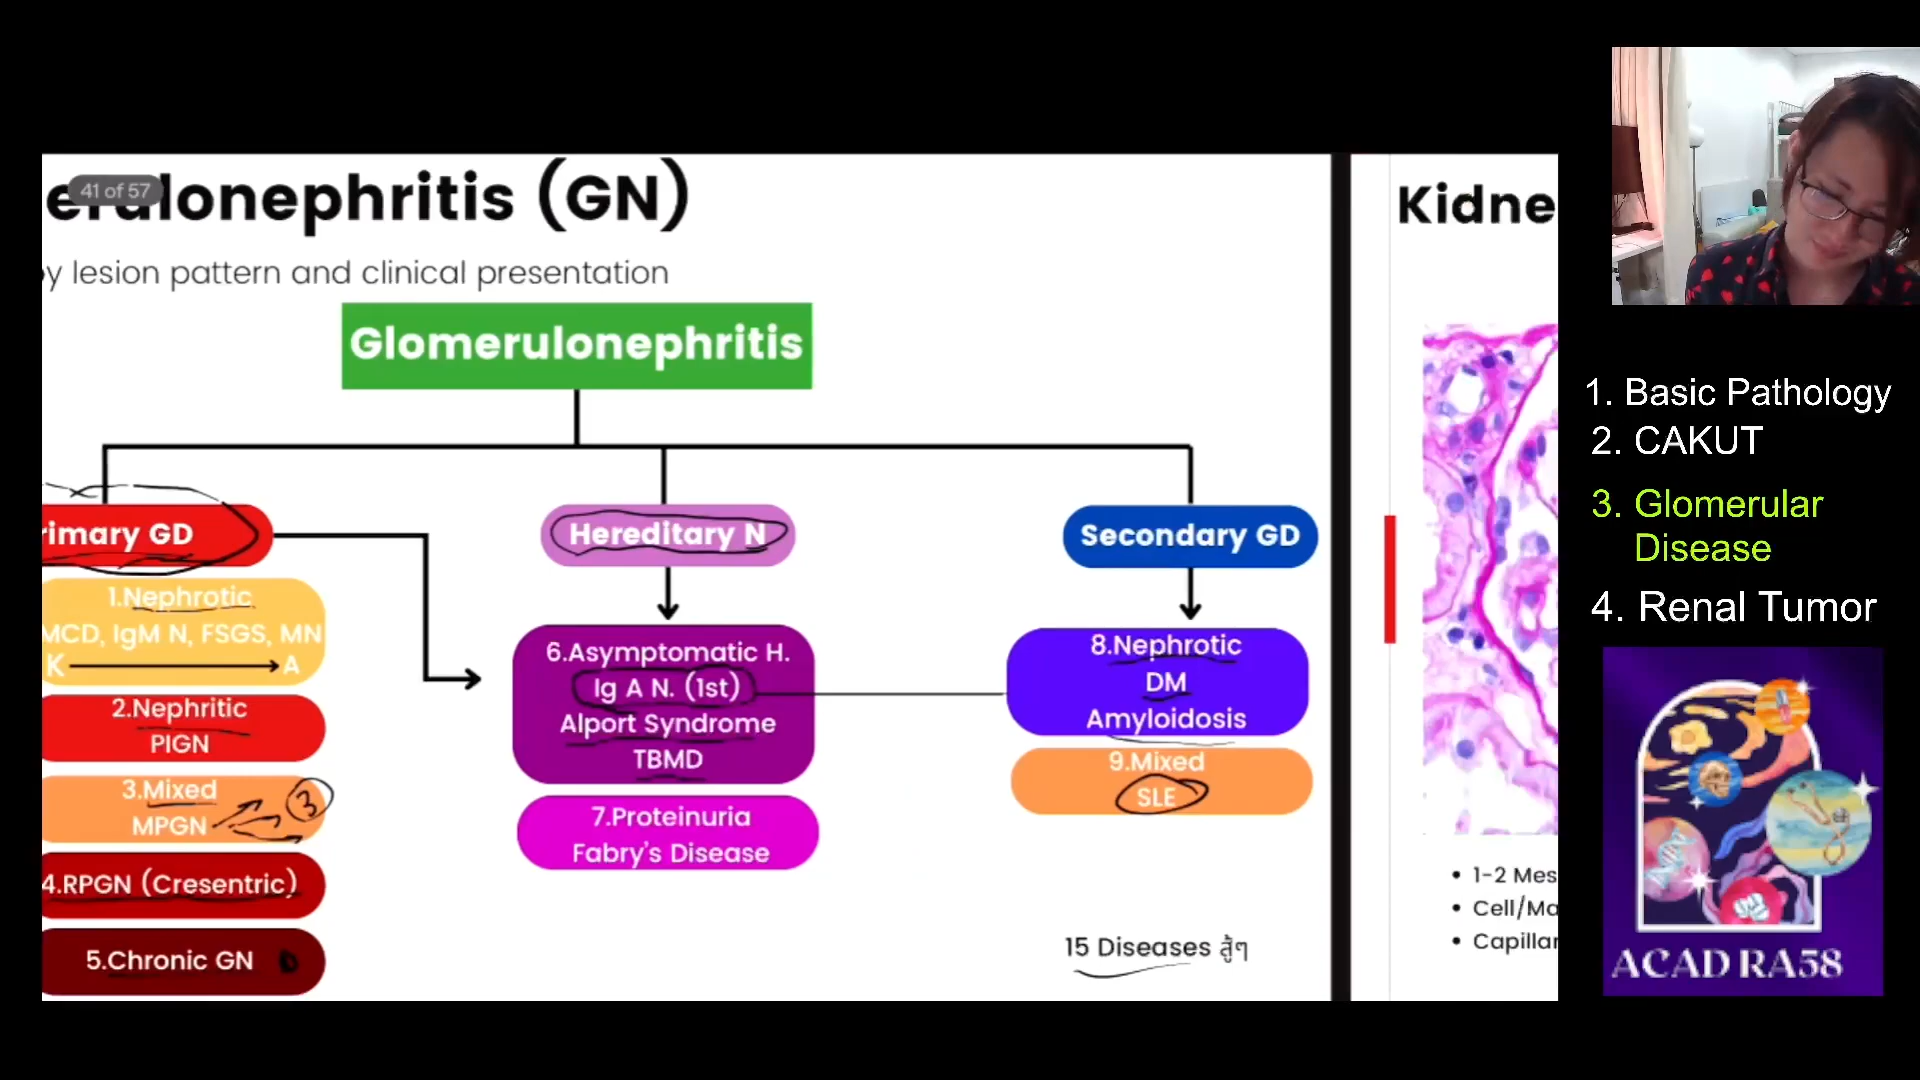 41 of 57
erulonephritis (GN)
y lesion pattern and clinical presentation
Glomerulonephritis
rimary GD
1.Nephrotic
MCD, IgM N, FSGS, MN
K A
2.Nephritic
PIGN
3.Mixed
MPGN
3
4.RPGN (Cresentric)
5.Chronic GN
Hereditary N
6.Asymptomatic H.
Ig A N. (1st)
Alport Syndrome
TBMD
7.Proteinuria
Fabry's Disease
Secondary GD
8.Nephrotic
DM
Amyloidosis
9.Mixed
SLE
15 Diseases สู้ๆ
Kidne
• 1-2 Mes
• Cell/Ma
• Capillar
1. Basic Pathology
2. CAKUT
3. Glomerular
Disease
4. Renal Tumor
ACAD RA58